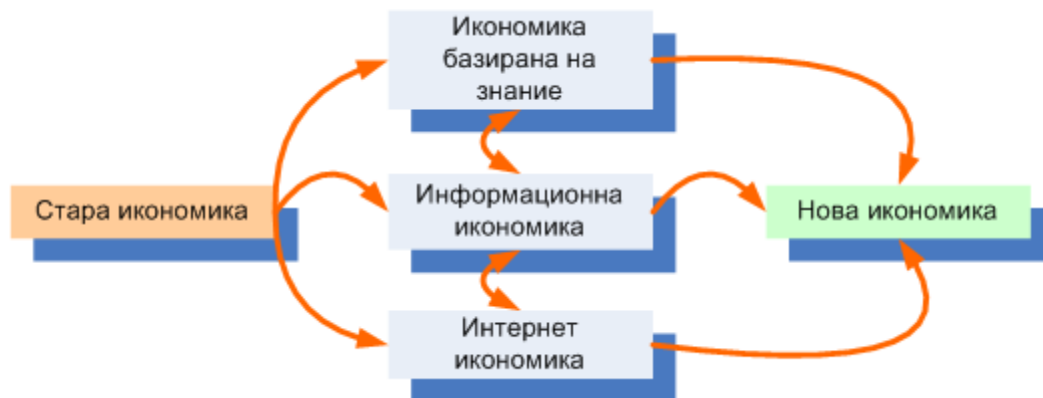 Икономика
базирана на
знание
Стара икономика
Информационна
икономика
Нова икономика
Интернет
икономика